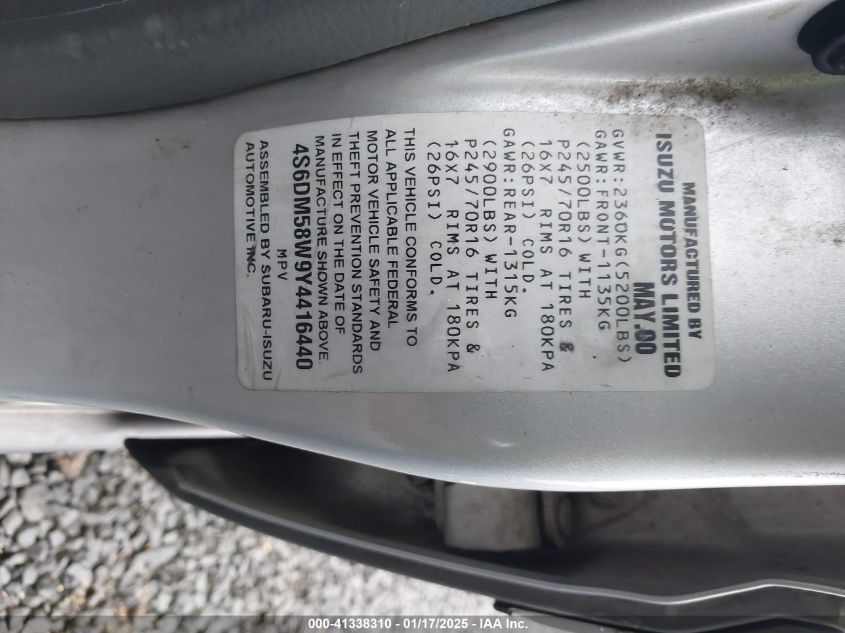 MANUFACTURED BY
ISUZU MOTORS LIMITED
MAY.00
GVWR:2360KG(5200LBS)
GAWR:FRONT-1135KG
(2500LBS) WITH
P245/70R16 TIRES &
16X7 RIMS AT 180KPA
(26PSI) COLD.
GAWR:REAR-1315KG
(2900LBS) WITH
P245/70R16 TIRES &
16X7 RIMS AT 180KPA
(26PSI) COLD.
THIS VEHICLE CONFORMS TO
ALL APPLICABLE FEDERAL
MOTOR VEHICLE SAFETY AND
THEFT PREVENTION STANDARDS
IN EFFECT ON THE DATE OF
MANUFACTURE SHOWN ABOVE.
4S6DM58W9Y4416440
MPV
ASSEMBLED BY SUBARU-ISUZU
AUTOMOTIVE INC.
000-41338310 - 01/17/2025 - IAA Inc.